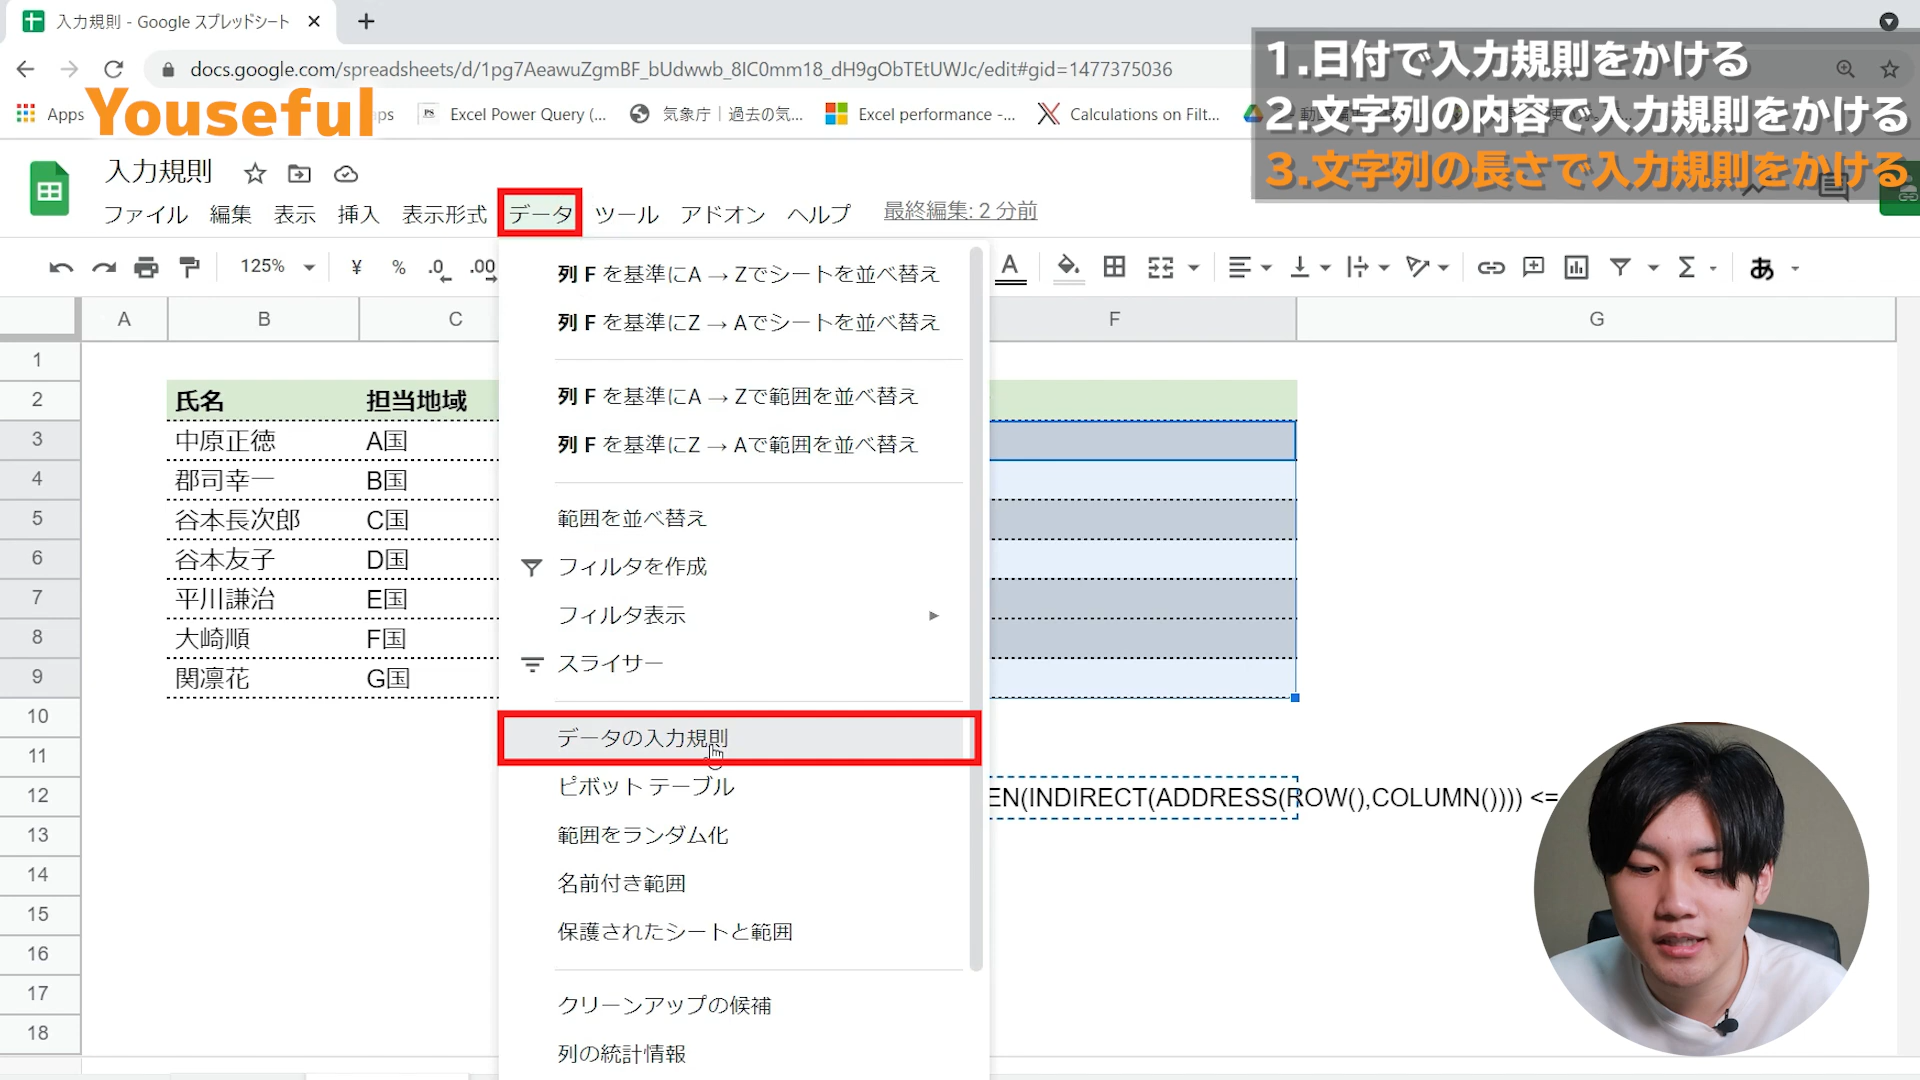 入力規則 - Google スプレッドシート
docs.google.com/spreadsheets/d/1pg7AeawuZgmBF_bUdwwb_8IC0mm18_dH9gObTEtUWJc/edit#gid=1477375036
Apps
Youseful
ps
Excel Power Query (...
気象庁 | 過去の気...
Excel performance -...
Calculations on Filt...
1.日付で入力規則をかける
2.文字列の内容で入力規則をかける
3.文字列の長さで入力規則をかける
入力規則
ファイル 編集 表示 挿入 表示形式 データ ツール アドオン ヘルプ 最終編集: 2 分前
125% ¥ % .0 .00 A Σ あ
A B C F G
1
2 氏名 担当地域
3 中原正徳 A国
4 郡司幸一 B国
5 谷本長次郎 C国
6 谷本友子 D国
7 平川謙治 E国
8 大崎順 F国
9 関凛花 G国
10
11
12 EN(INDIRECT(ADDRESS(ROW(),COLUMN()))) <=
13
14
15
16
17
18
列 F を基準にA → Zでシートを並べ替え
列 F を基準にZ → Aでシートを並べ替え
列 F を基準にA → Zで範囲を並べ替え
列 F を基準にZ → Aで範囲を並べ替え
範囲を並べ替え
フィルタを作成
フィルタ表示
スライサー
データの入力規則
ピボット テーブル
範囲をランダム化
名前付き範囲
保護されたシートと範囲
クリーンアップの候補
列の統計情報